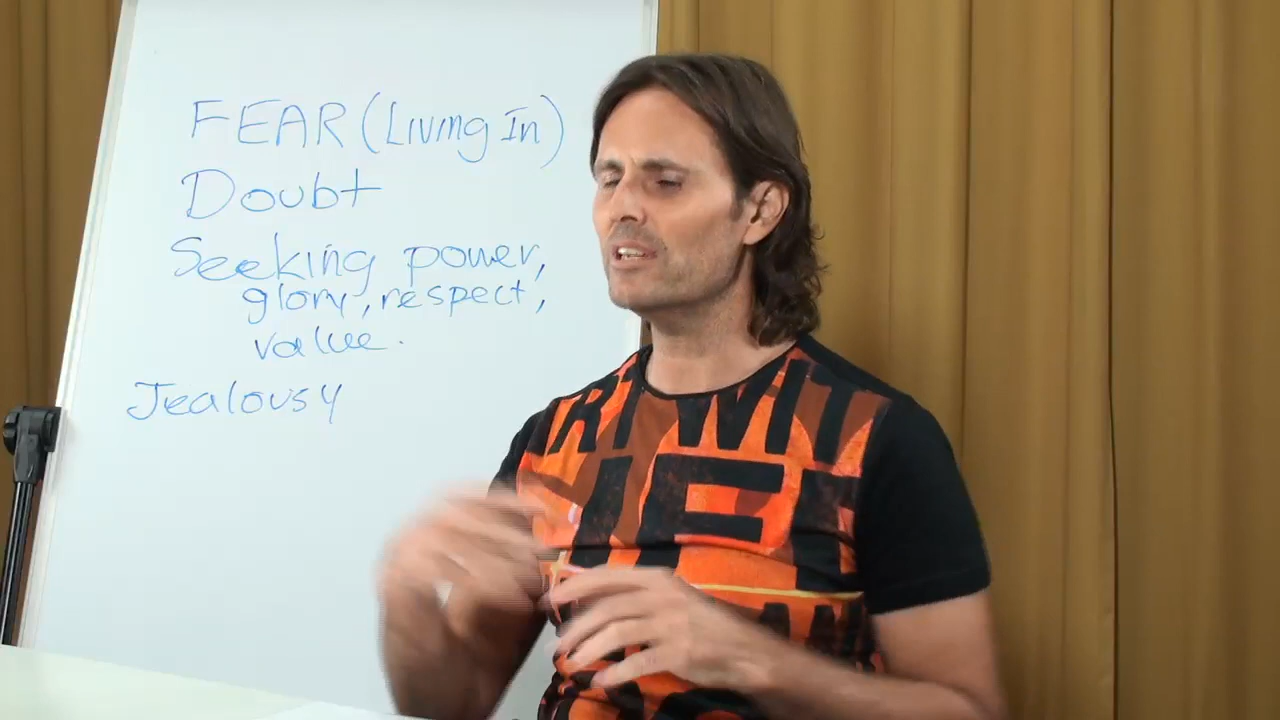 FEAR (Living In)
Doubt
Seeking power,
glory, respect,
value.
Jealousy